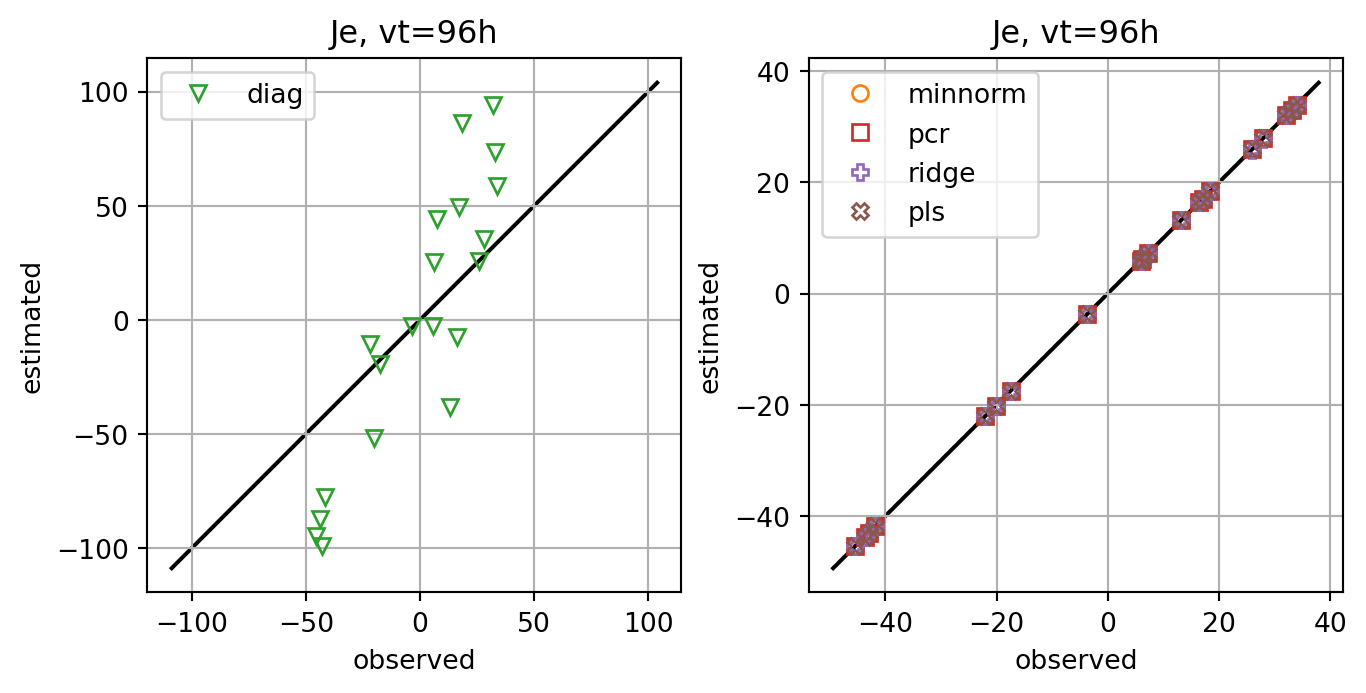 Je, vt=96h
diag
100
50
0
−50
−100
estimated
−100
−50
0
50
100
observed
Je, vt=96h
minnorm
pcr
ridge
pls
40
20
0
−20
−40
estimated
−40
−20
0
20
40
observed